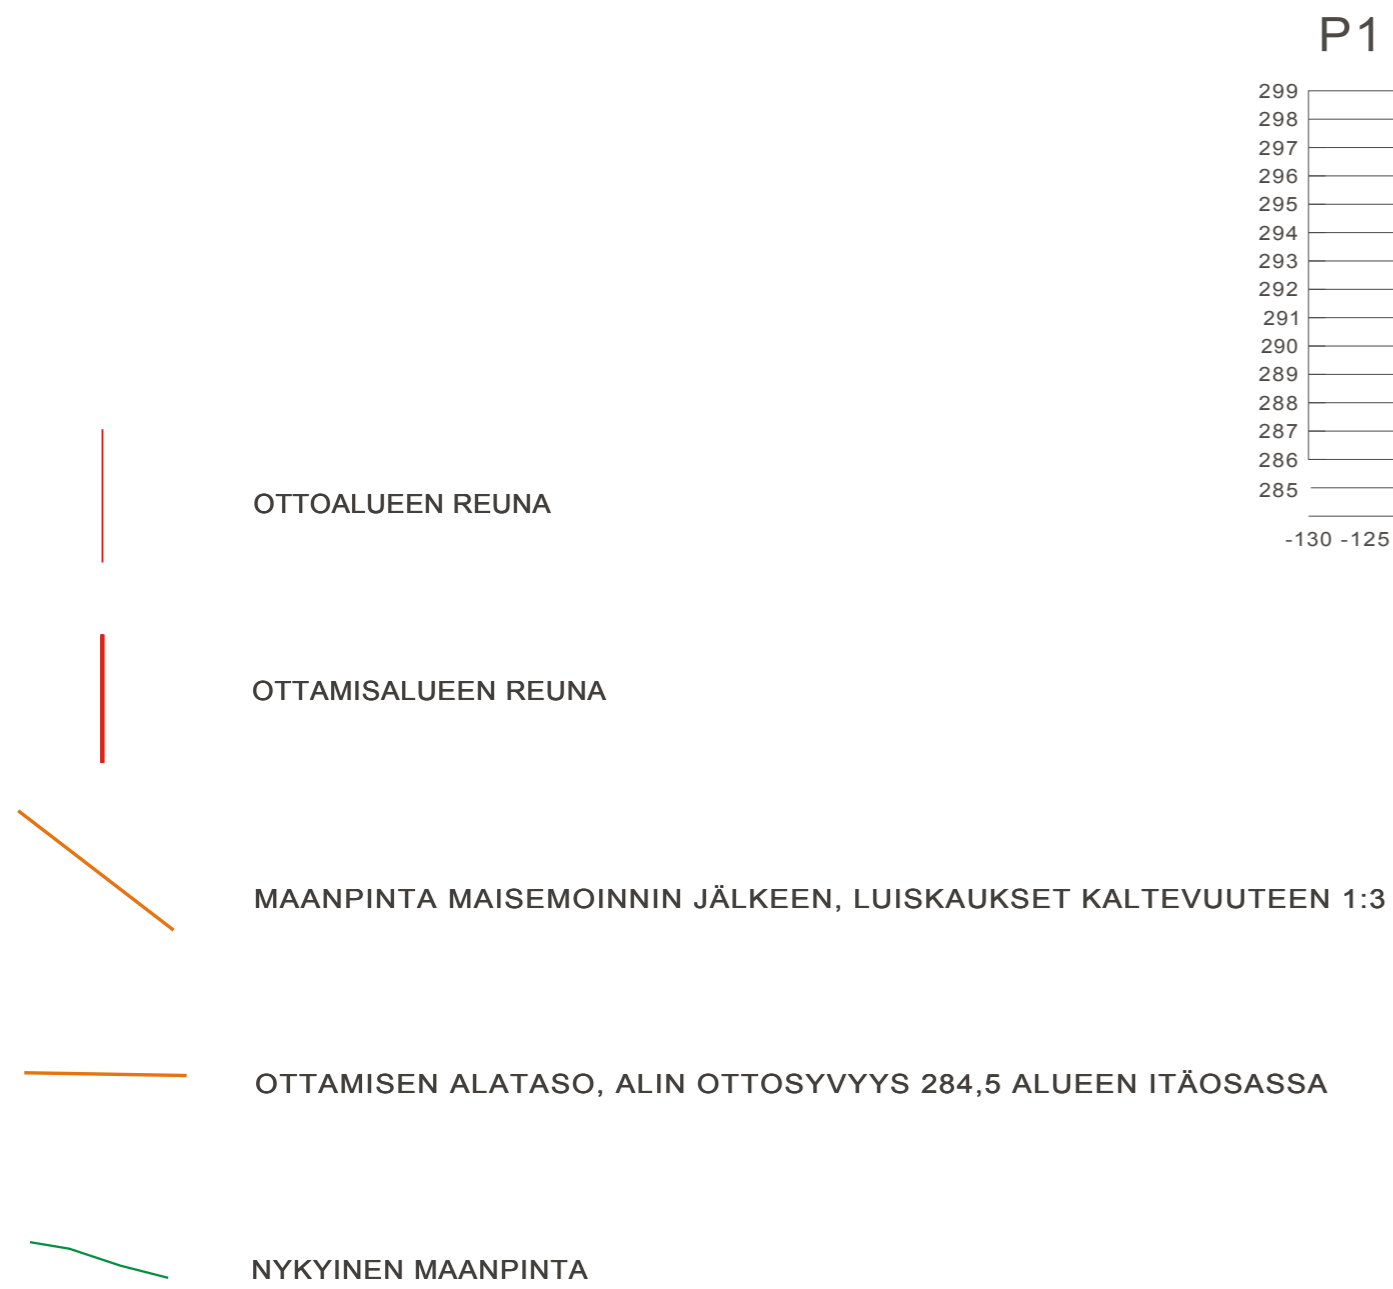 P1
299
298
297
296
295
294
293
292
291
290
289
288
287
286
285
-130 -125
OTTOALUEEN REUNA
OTTAMISALUEEN REUNA
MAANPINTA MAISEMOINNIN JÄLKEEN, LUISKAUKSET KALTEVUUTEEN 1:3
OTTAMISEN ALATASO, ALIN OTTOSYVYYS 284,5 ALUEEN ITÄOSASSA
NYKYINEN MAANPINTA